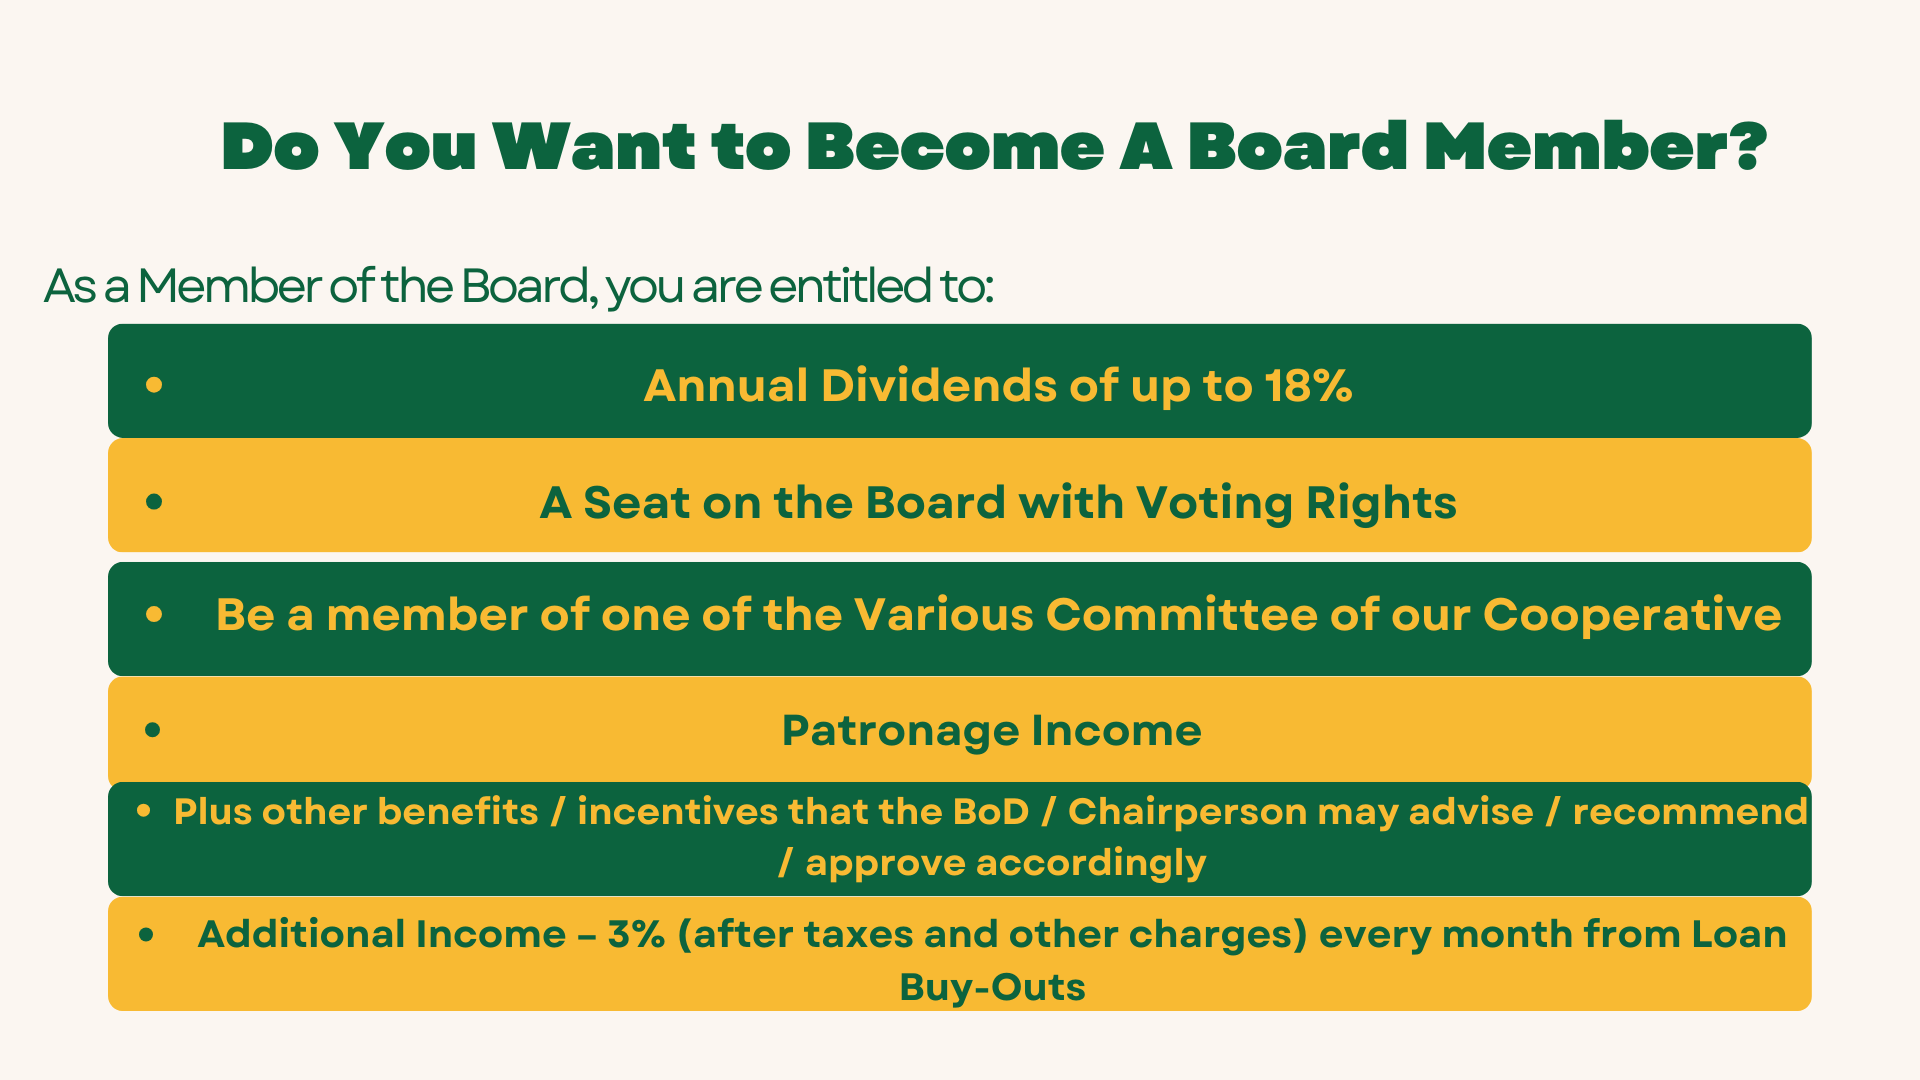 Do You Want to Become A Board Member?
As a Member of the Board, you are entitled to:
• Annual Dividends of up to 18%
• A Seat on the Board with Voting Rights
• Be a member of one of the Various Committee of our Cooperative
• Patronage Income
• Plus other benefits / incentives that the BoD / Chairperson may advise / recommend
/ approve accordingly
• Additional Income – 3% (after taxes and other charges) every month from Loan
Buy-Outs